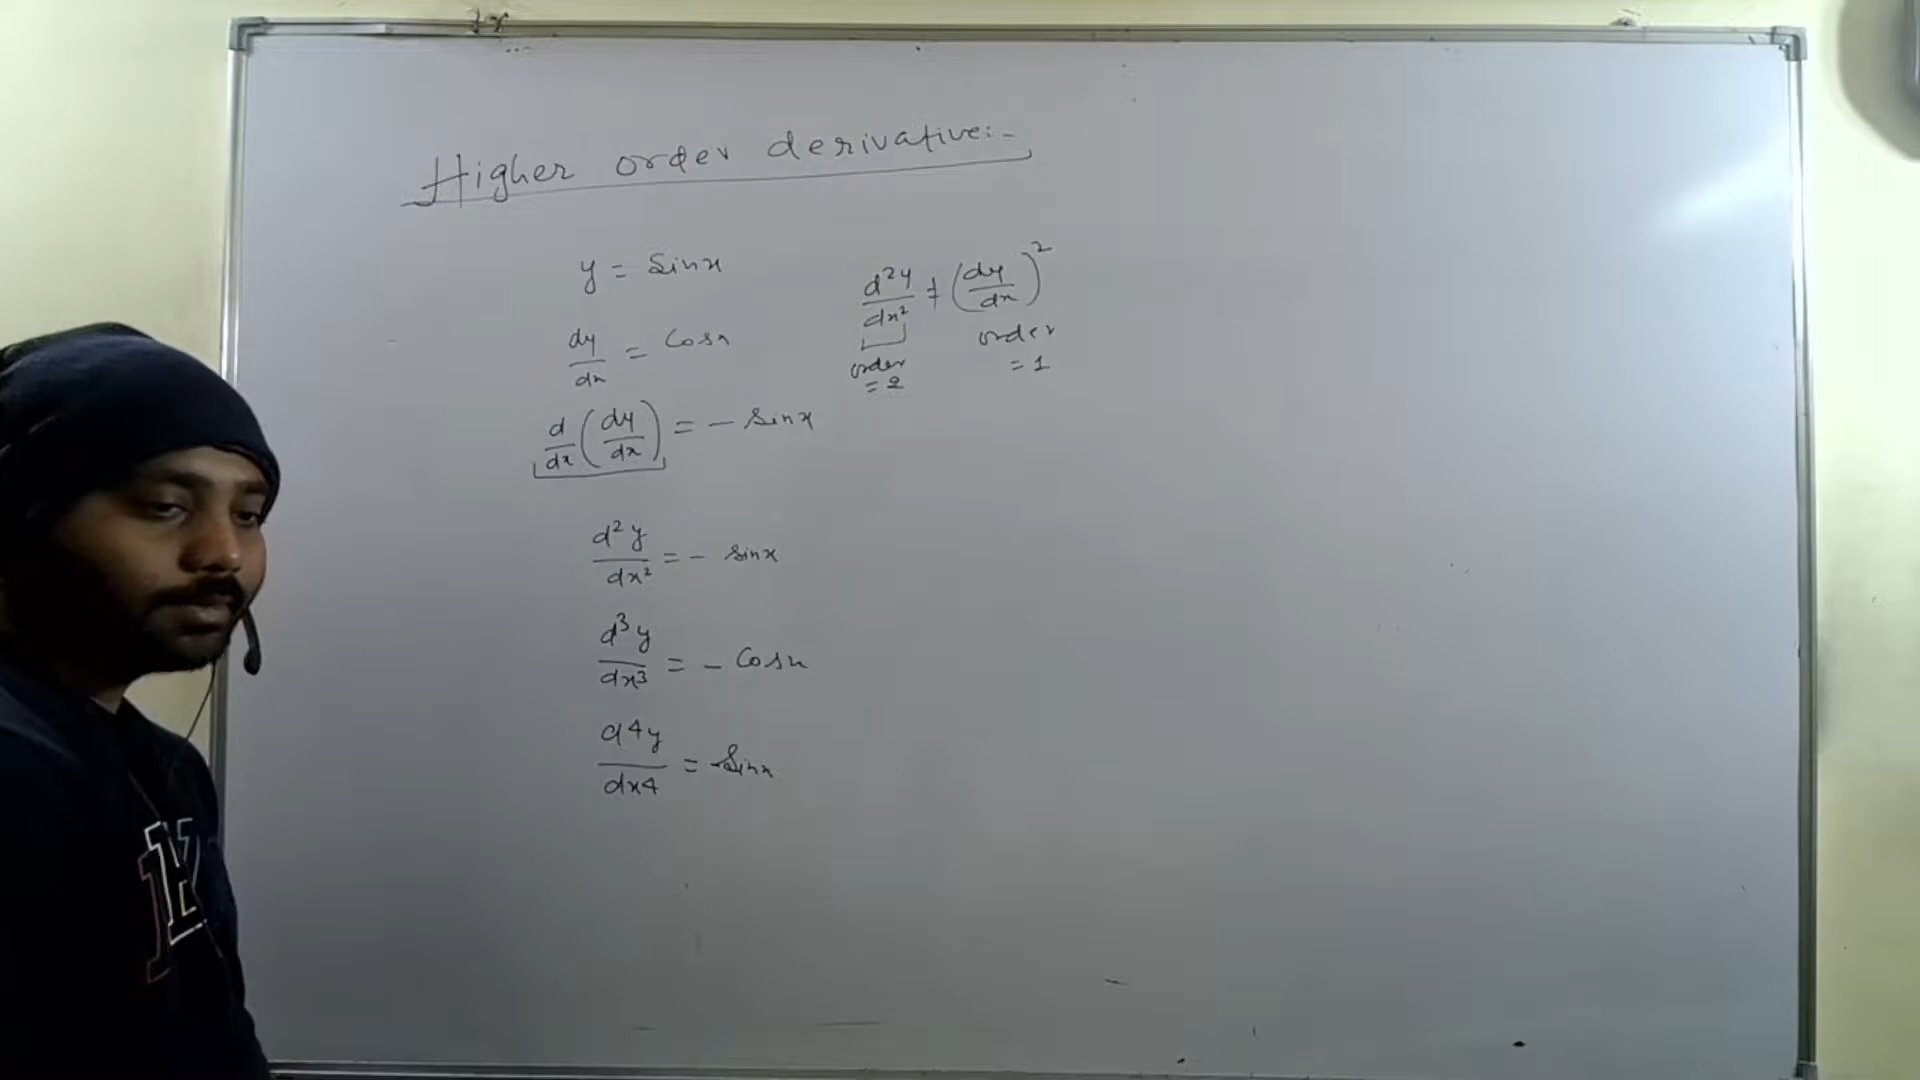 Higher order derivative:-
y = Sinx
dy/dx = Cosx
d/dx (dy/dx) = - Sinx
d²y/dx² = - Sinx
d³y/dx³ = - Cosx
d4y/dx4 = Sinx
d²y/dx² ≠ (dy/dx)²
order = 2
order = 1